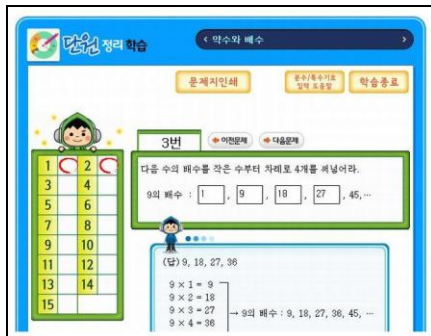 단원 정리 학습
< 약수와 배수 >
문제지인쇄
분수/특수기호
입력 도움말
학습종료
3번
이전문제
다음문제
1 2
3 4
5 6
7 8
9 10
11 12
13 14
15
다음 수의 배수를 작은 수부터 차례로 4개를 써넣어라.
9의 배수 : 1 , 9 , 18 , 27 , 45, ⋯
(답) 9, 18, 27, 36
9 × 1 = 9
9 × 2 = 18
9 × 3 = 27 → 9의 배수 : 9, 18, 27, 36, 45, ⋯
9 × 4 = 36